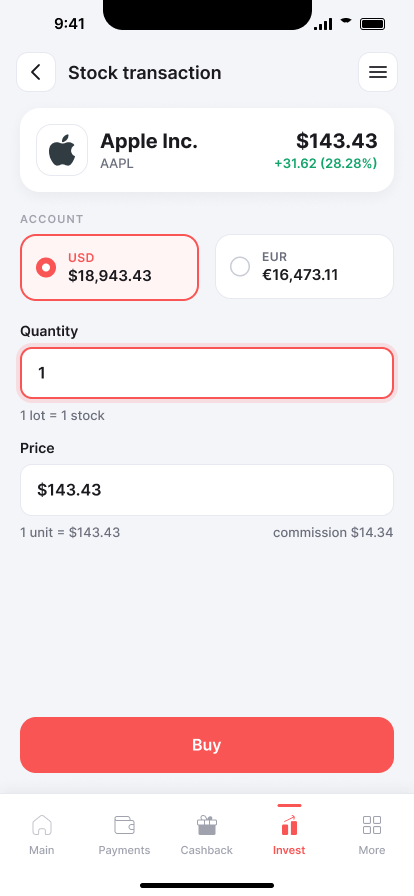 9:41
Stock transaction
Apple Inc.
$143.43
AAPL
+31.62 (28.28%)
ACCOUNT
USD
$18,943.43
EUR
€16,473.11
Quantity
1
1 lot = 1 stock
Price
$143.43
1 unit = $143.43
commission $14.34
Buy
Main
Payments
Cashback
Invest
More